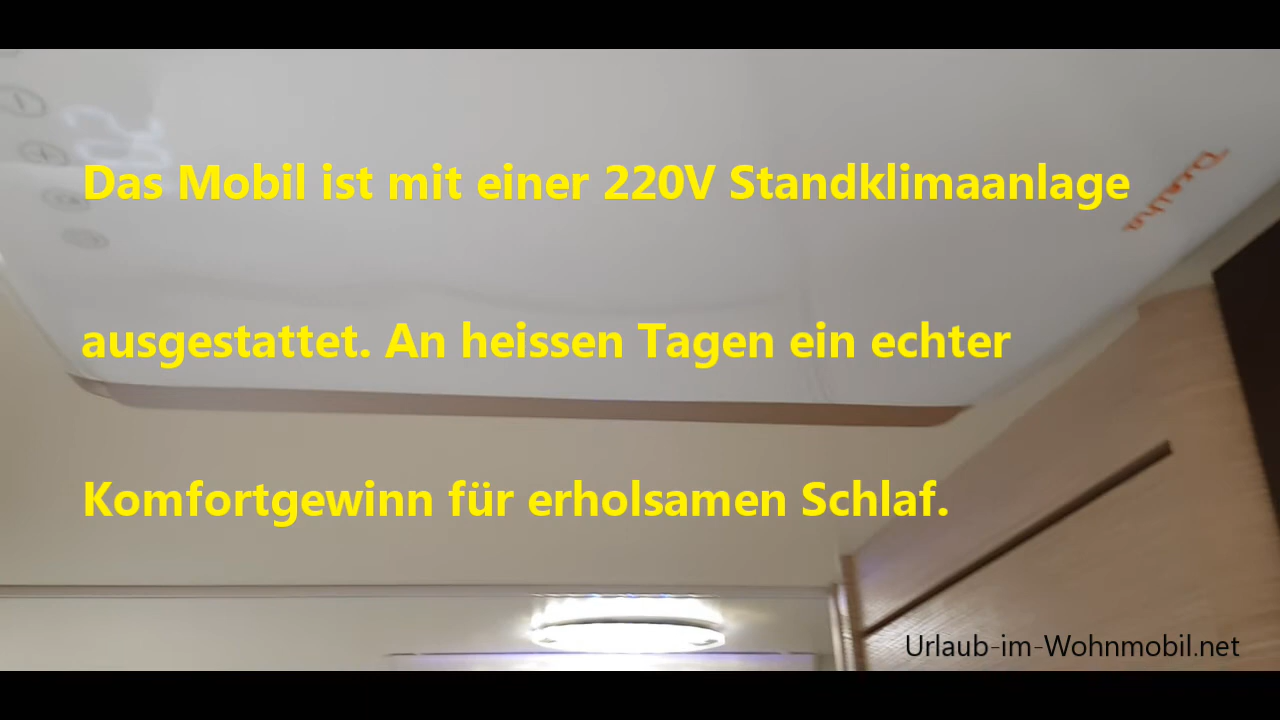 Das Mobil ist mit einer 220V Standklimaanlage
ausgestattet. An heissen Tagen ein echter
Komfortgewinn für erholsamen Schlaf.
Urlaub-im-Wohnmobil.net